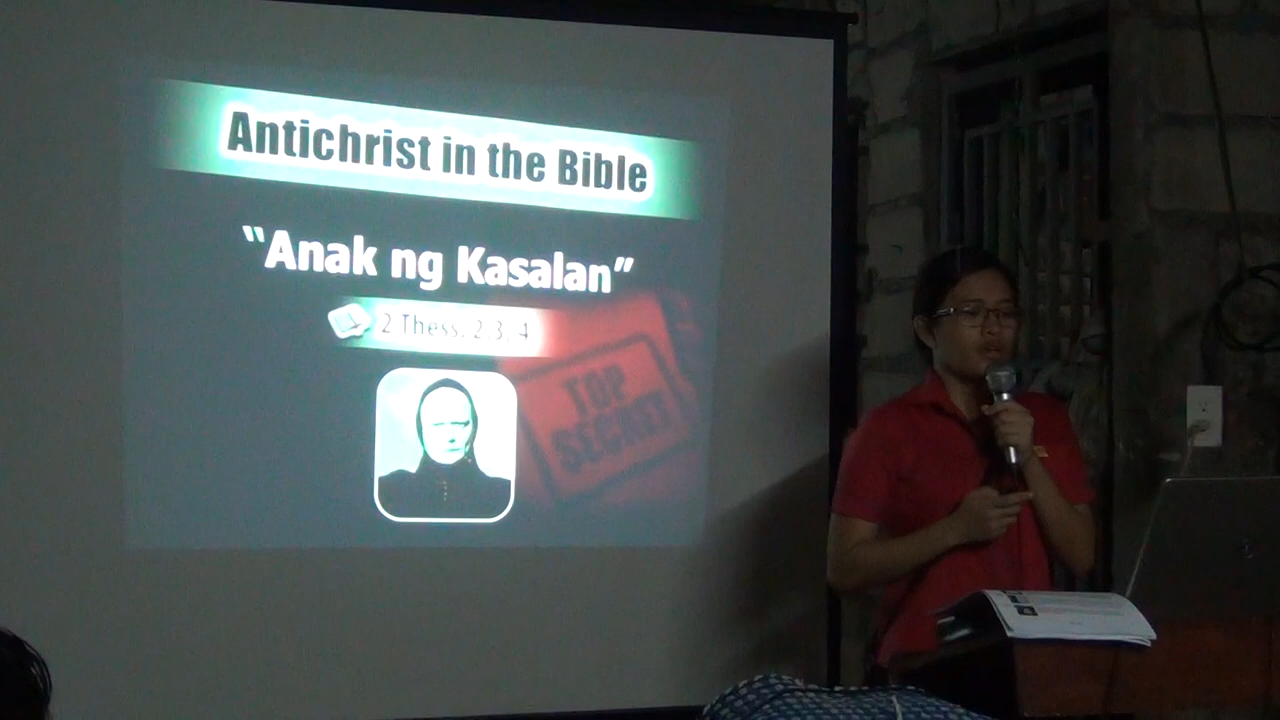 Antichrist in the Bible
“Anak ng Kasalan”
2 Thess. 2:3, 4
TOP
SECRET